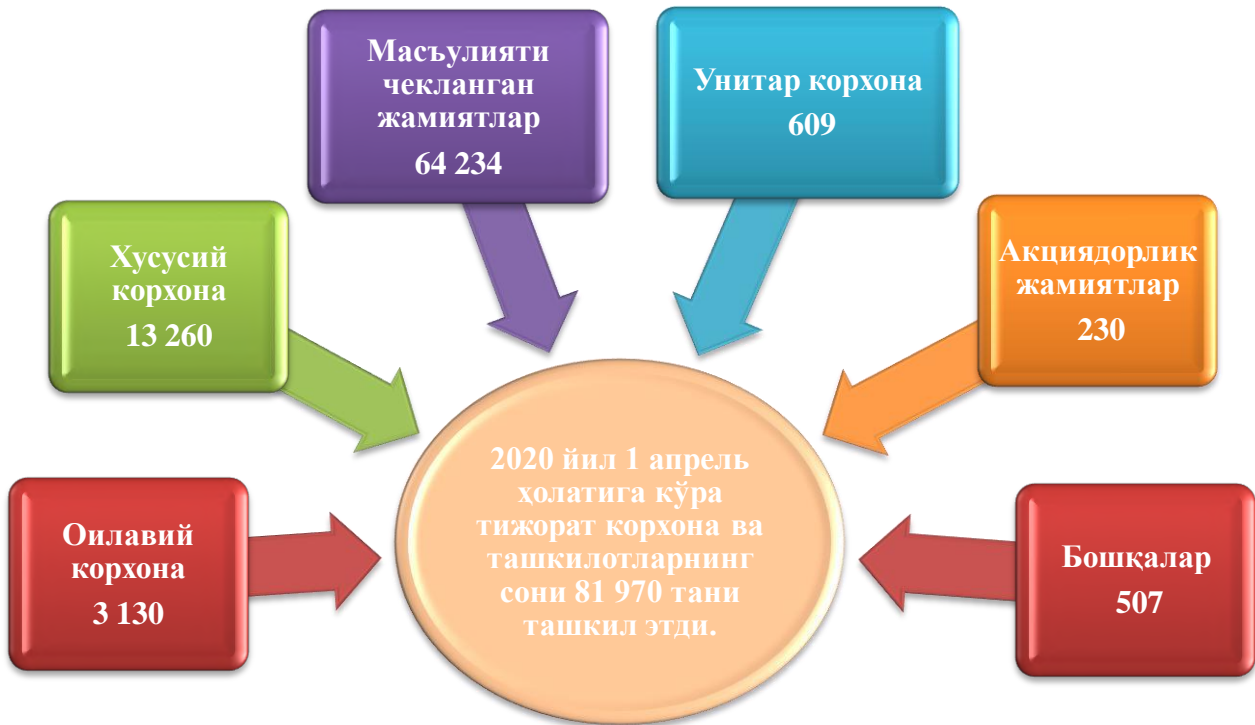 Масъулияти
чекланган
жамиятлар
64 234
Унитар корхона
609
Хусусий
корхона
13 260
Акциядорлик
жамиятлар
230
Оилавий
корхона
3 130
2020 йил 1 апрель
ҳолатига кўра
тижорат корхона ва
ташкилотларнинг
сони 81 970 тани
ташкил этди.
Бошқалар
507